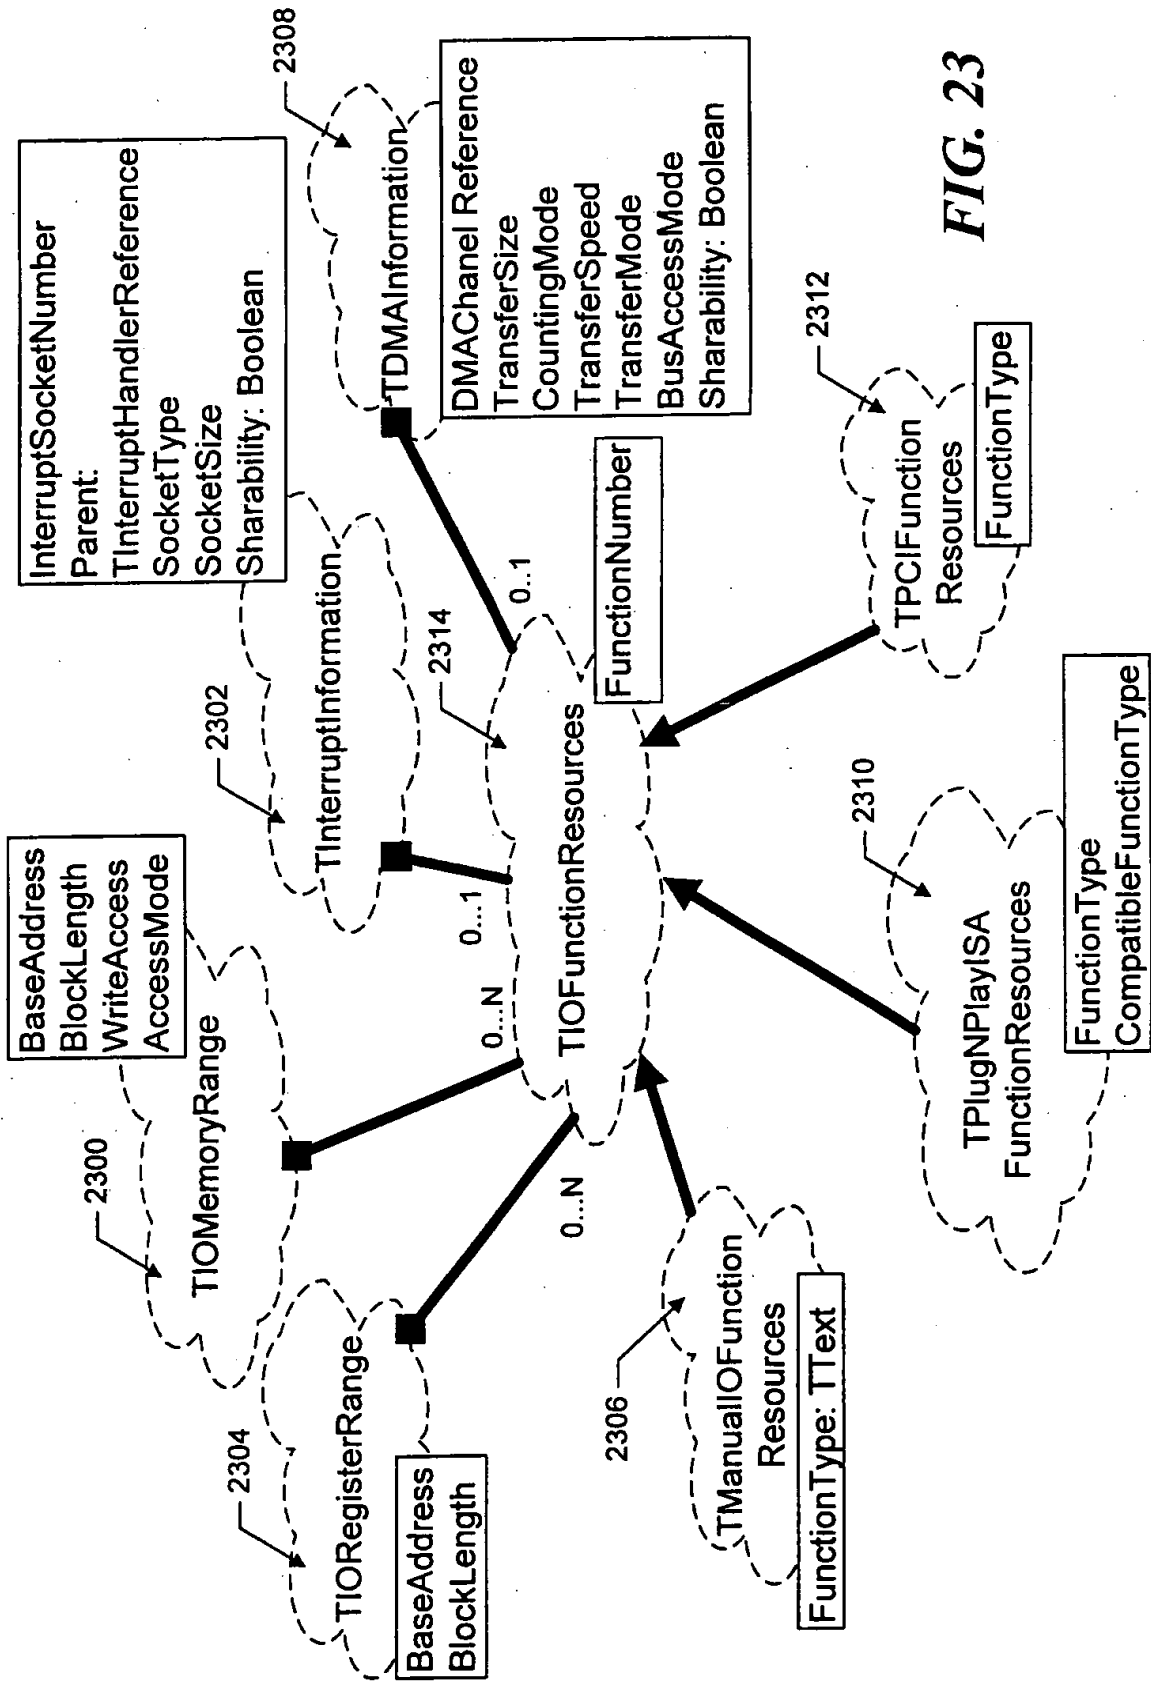 2304
TIORegisterRange
BaseAddress
BlockLength
2300
TIOMemoryRange
BaseAddress
BlockLength
WriteAccess
AccessMode
2302
TInterruptInformation
InterruptSocketNumber
Parent:
TInterruptHandlerReference
SocketType
SocketSize
Sharability: Boolean
2308
TDMAInformation
DMAChanel Reference
TransferSize
CountingMode
TransferSpeed
TransferMode
BusAccessMode
Sharability: Boolean
0...N
0...N
0...1
0..1
2314
TIOFunctionResources
FunctionNumber
2306
TManualIOFunction
Resources
FunctionType: TText
2310
TPlugNPlayISA
FunctionResources
FunctionType
CompatibleFunctionType
2312
TPCIFunction
Resources
FunctionType
FIG. 23